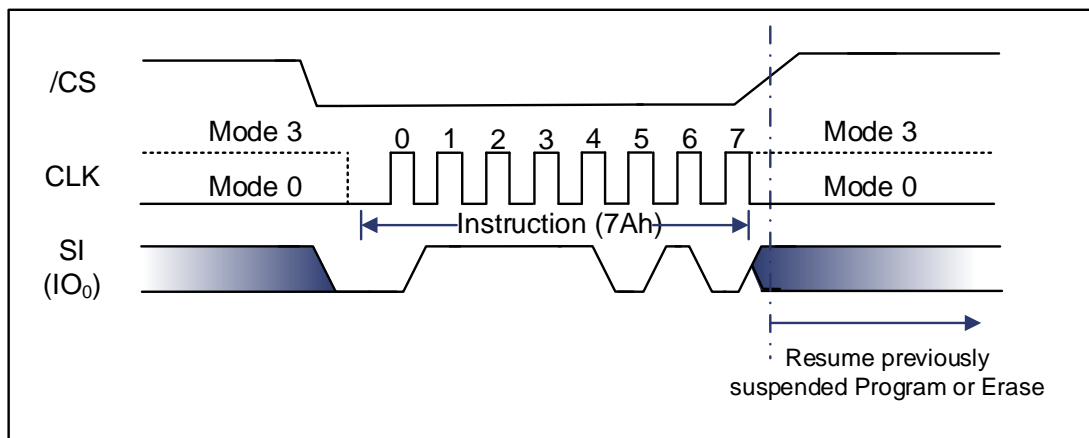 /CS
Mode 3
0 1 2 3 4 5 6 7
Mode 3
CLK
Mode 0
Mode 0
Instruction (7Ah)
SI
(IO₀)
Resume previously
suspended Program or Erase